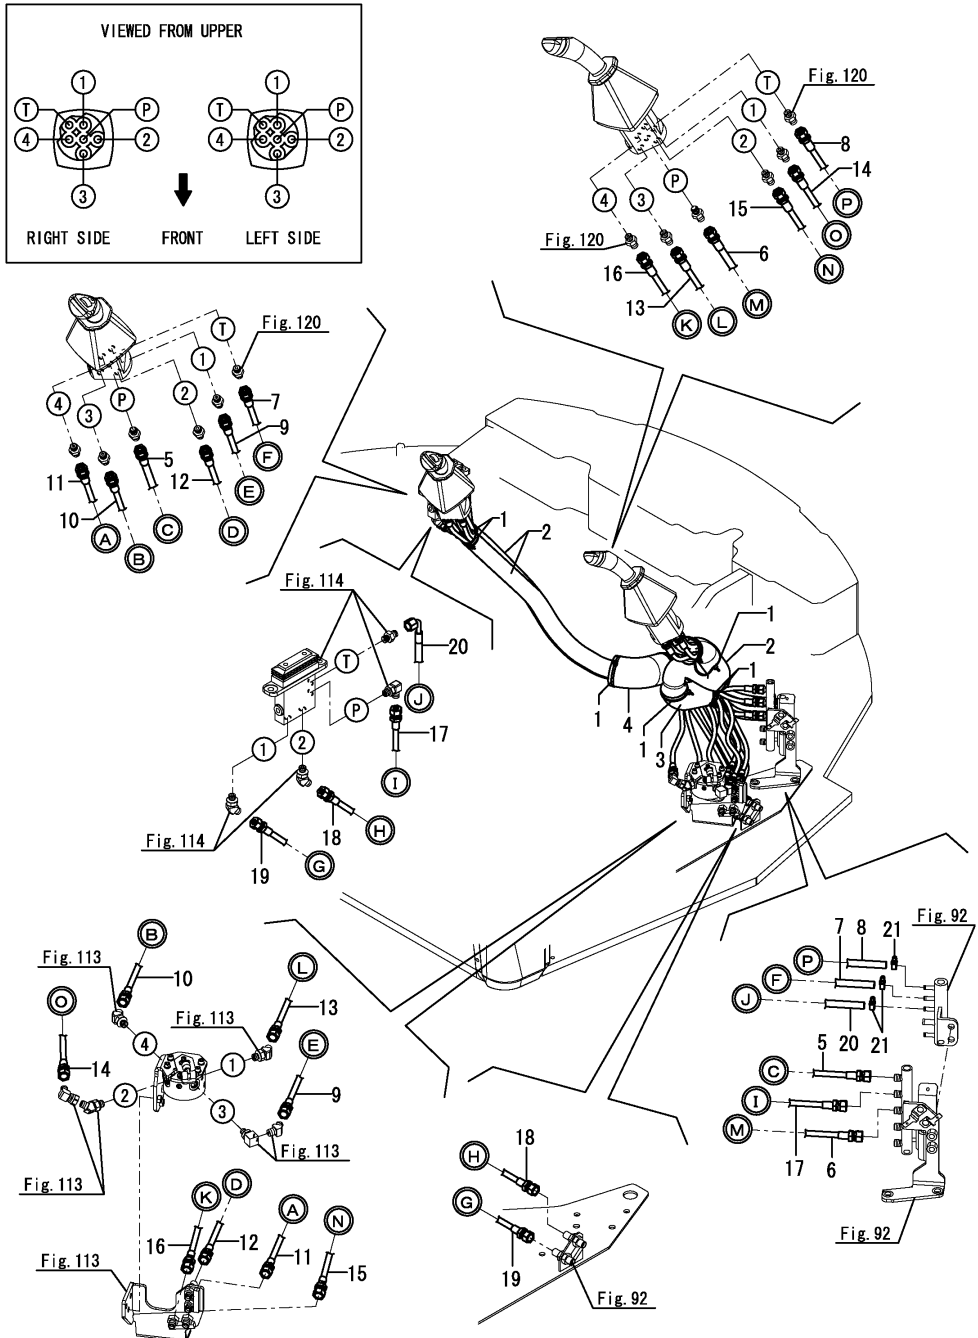 VIEWED FROM UPPER
1 1
T P T P
4 2 4 2
3 3
RIGHT SIDE FRONT LEFT SIDE
T Fig. 120
1 8
2 14
P 15 P
4 3 O
Fig. 120 6 N
16 13 M
K L
T Fig. 120
1
4 3 P 2 7
9
5 F
11 12 E
10 C D
A B
1 2
Fig. 114
T 20
P J
1 2 17
I
18 H
Fig. 114
19 G
1
2
1
1 4
1 3
B
Fig. 113 10
L
O 4 Fig. 113 13
14 2 1 E
3 9
Fig. 113
Fig. 113
K D A N
16 12 11 15
Fig. 113
H 18
G
19
Fig. 92
Fig. 92
P 7 8 21
F
J
20 21
C 5
I
M
17 6
Fig. 92